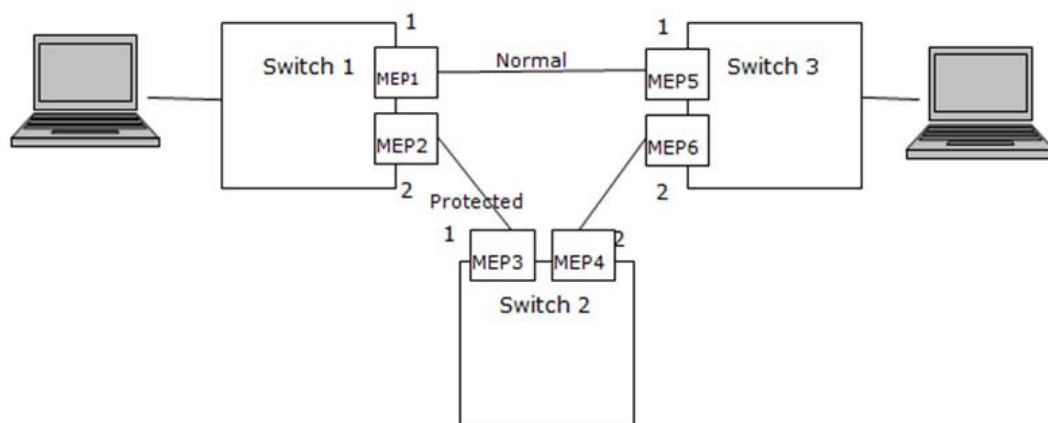 1
1
Switch 1
Normal
Switch 3
MEP1
MEP5
MEP2
MEP6
2
2
Protected
1
2
MEP3
MEP4
Switch 2